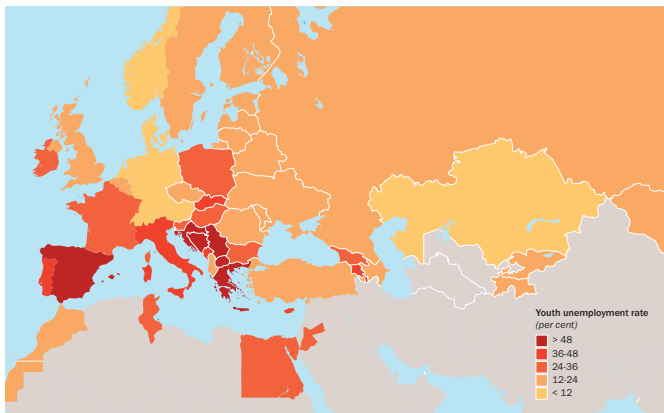 Youth unemployment rate
(per cent)
> 48
36-48
24-36
12-24
< 12